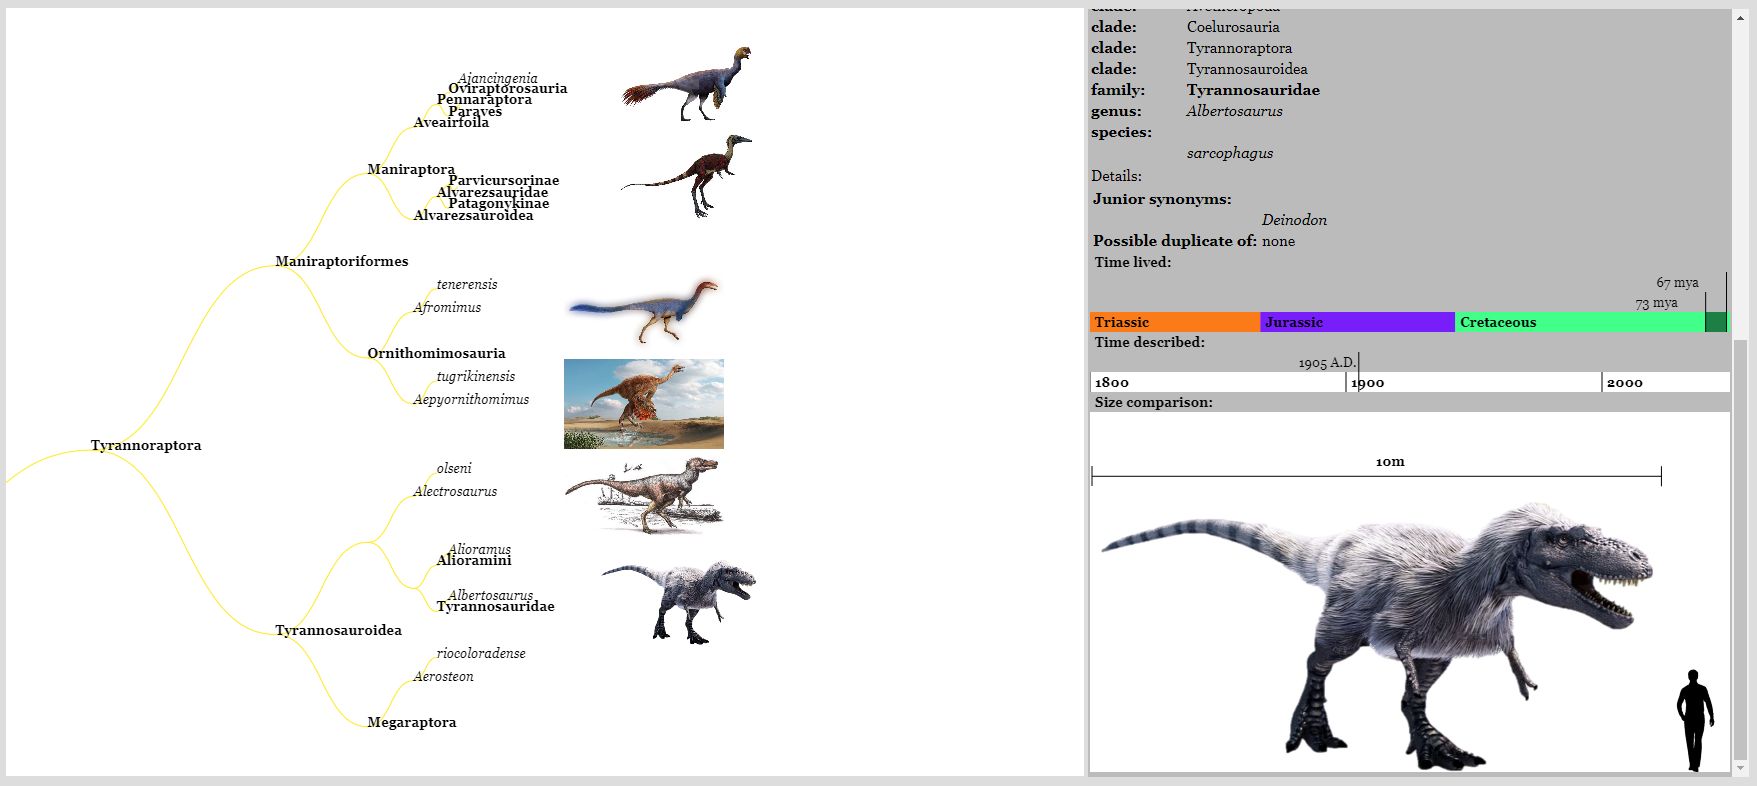 Ajancingenia
Oviraptorosauria
Pennaraptora
Paraves
Aveairfoila
Maniraptora
Parvicursorinae
Alvarezsauridae
Patagonykinae
Alvarezsauroidea
Maniraptoriformes
tenerensis
Afromimus
Ornithomimosauria
tugrikinensis
Aepyornithomimus
Tyrannoraptora
olseni
Alectrosaurus
Alioramus
Alioramini
Albertosaurus
Tyrannosauridae
Tyrannosauroidea
riocoloradense
Aerosteon
Megaraptora
clade: Coelurosauria
clade: Tyrannoraptora
clade: Tyrannosauroidea
family: Tyrannosauridae
genus: Albertosaurus
species:
sarcophagus
Details:
Junior synonyms:
Deinodon
Possible duplicate of: none
Time lived:
67 mya
73 mya
Triassic Jurassic Cretaceous
Time described:
1905 A.D.
1800 1900 2000
Size comparison:
10m